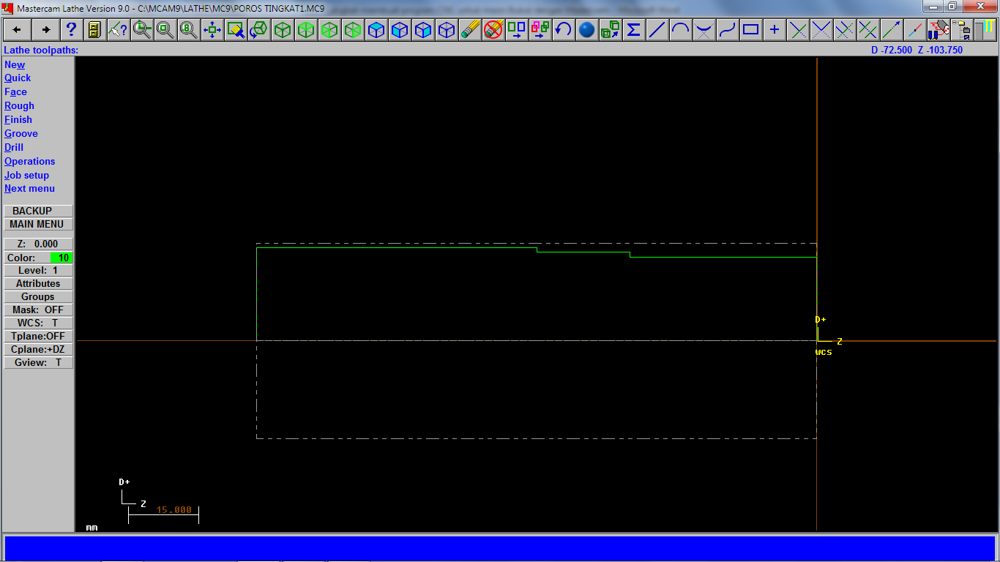 Mastercam Lathe Version 9.0 - C:\MCAM9\LATHE\MC9\POROS TINGKAT1.MC9
Lathe toolpaths:
D -72.500 Z -103.750
New
Quick
Face
Rough
Finish
Groove
Drill
Operations
Job setup
Next menu
BACKUP
MAIN MENU
Z: 0.000
Color: 10
Level: 1
Attributes
Groups
Mask: OFF
WCS: T
Tplane:OFF
Cplane:+DZ
Gview: T
D+
Z
WCS
D+
Z
15.000
mm